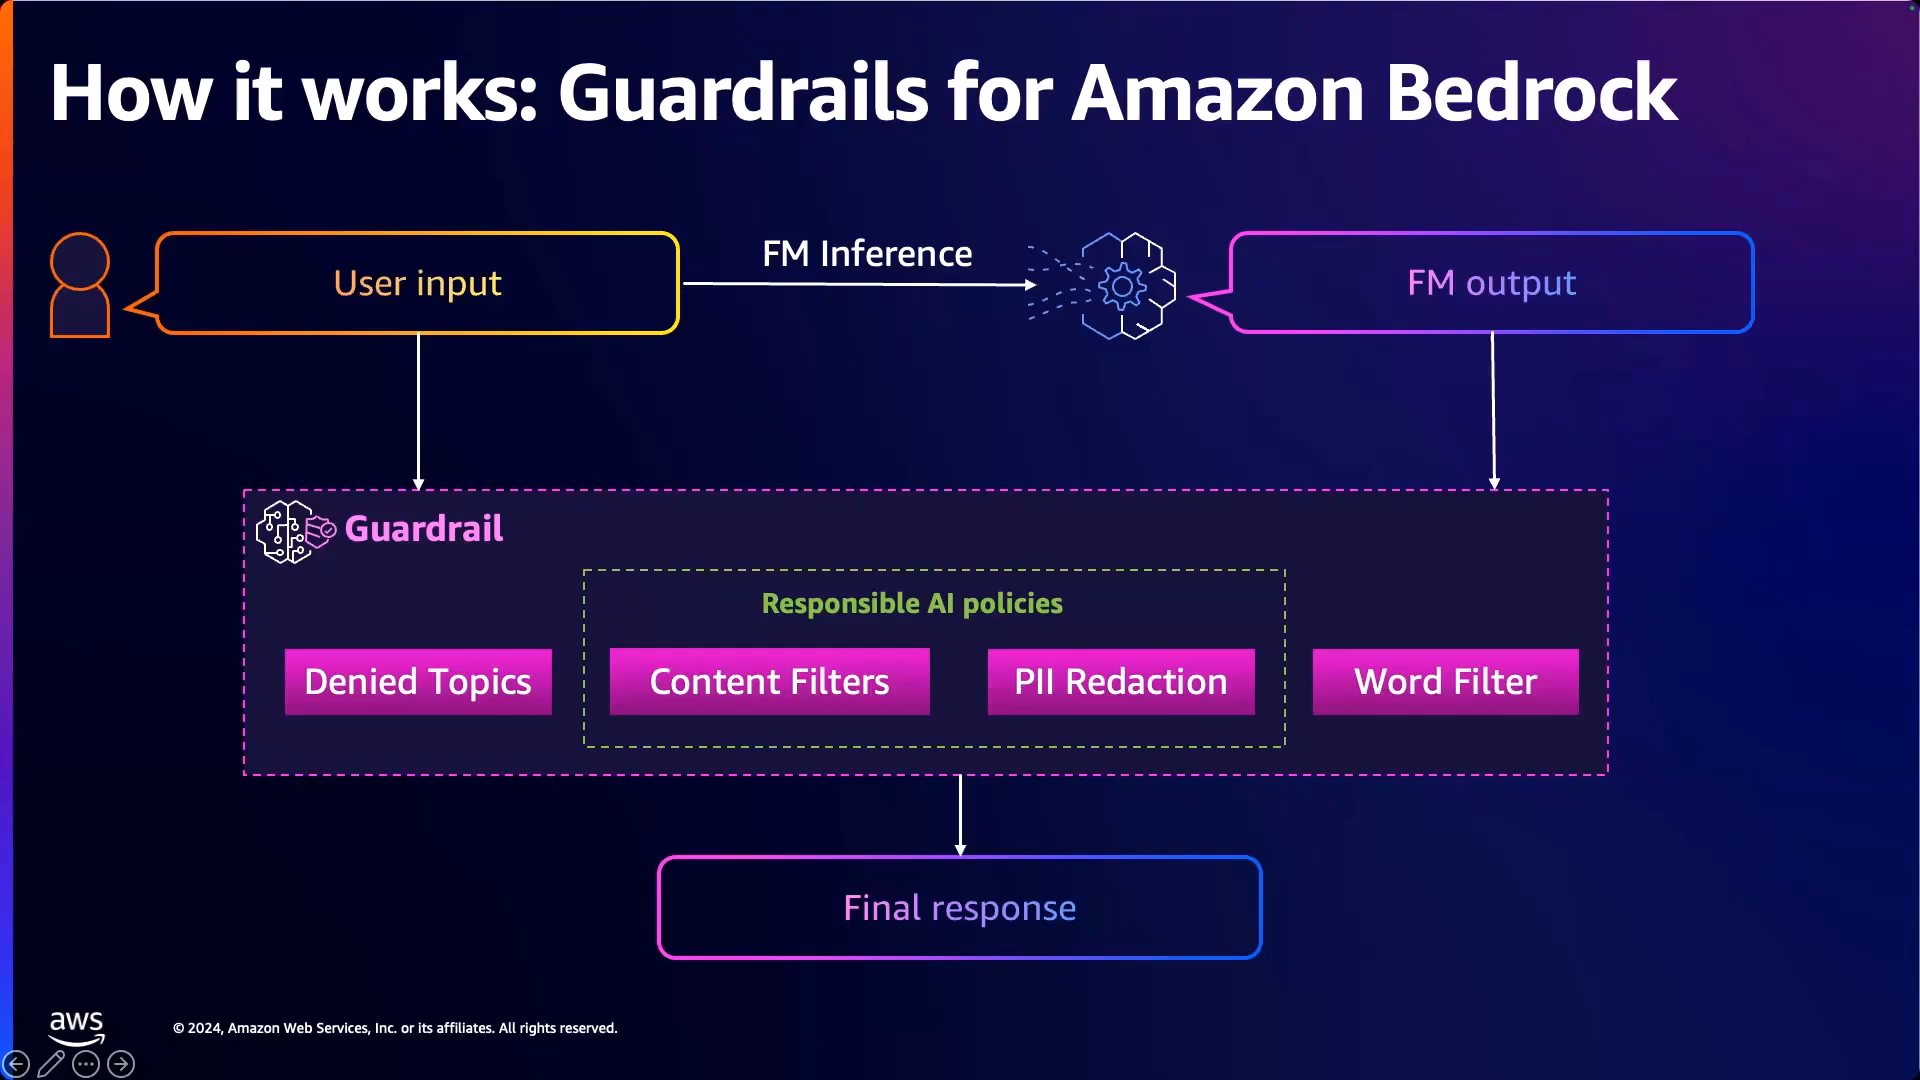 How it works: Guardrails for Amazon Bedrock
User input
FM Inference
FM output
Guardrail
Responsible AI policies
Denied Topics
Content Filters
PII Redaction
Word Filter
Final response
aws
© 2024, Amazon Web Services, Inc. or its affiliates. All rights reserved.